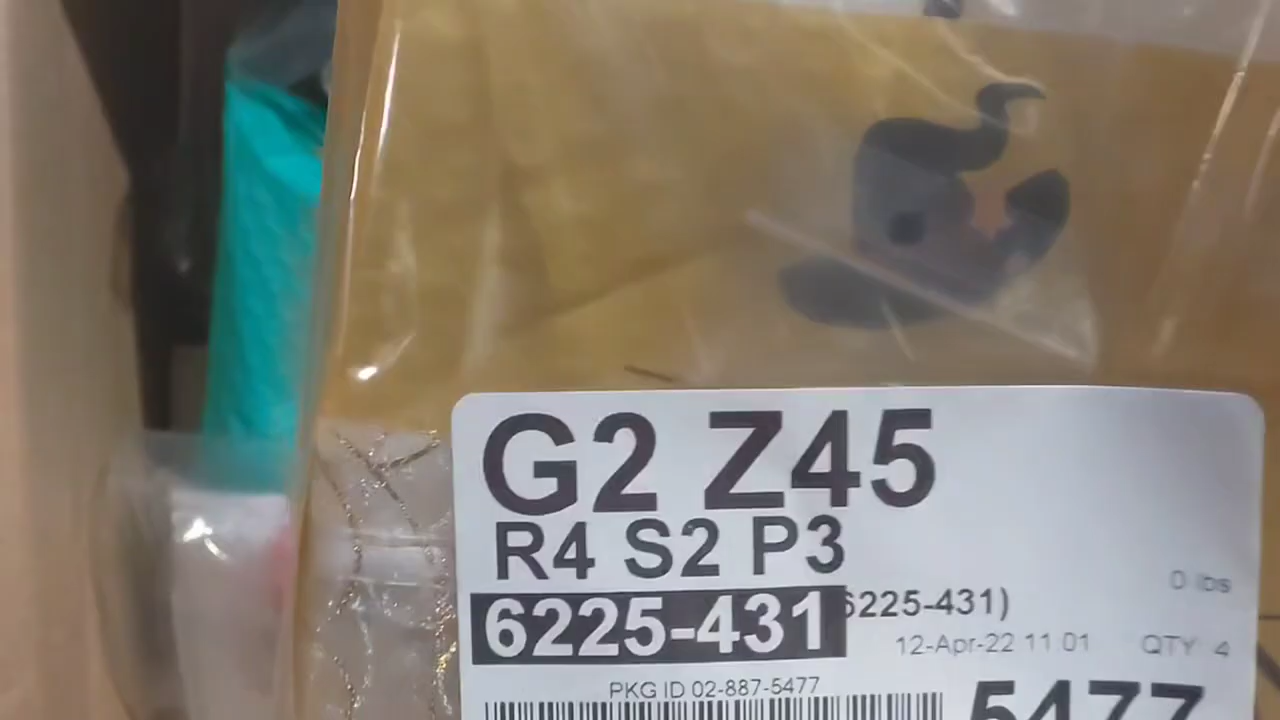 G2 Z45
R4 S2 P3
0 lbs
6225-431 6225-431)
12-Apr-22 11 01 QTY 4
PKG ID 02-887-5477
5477